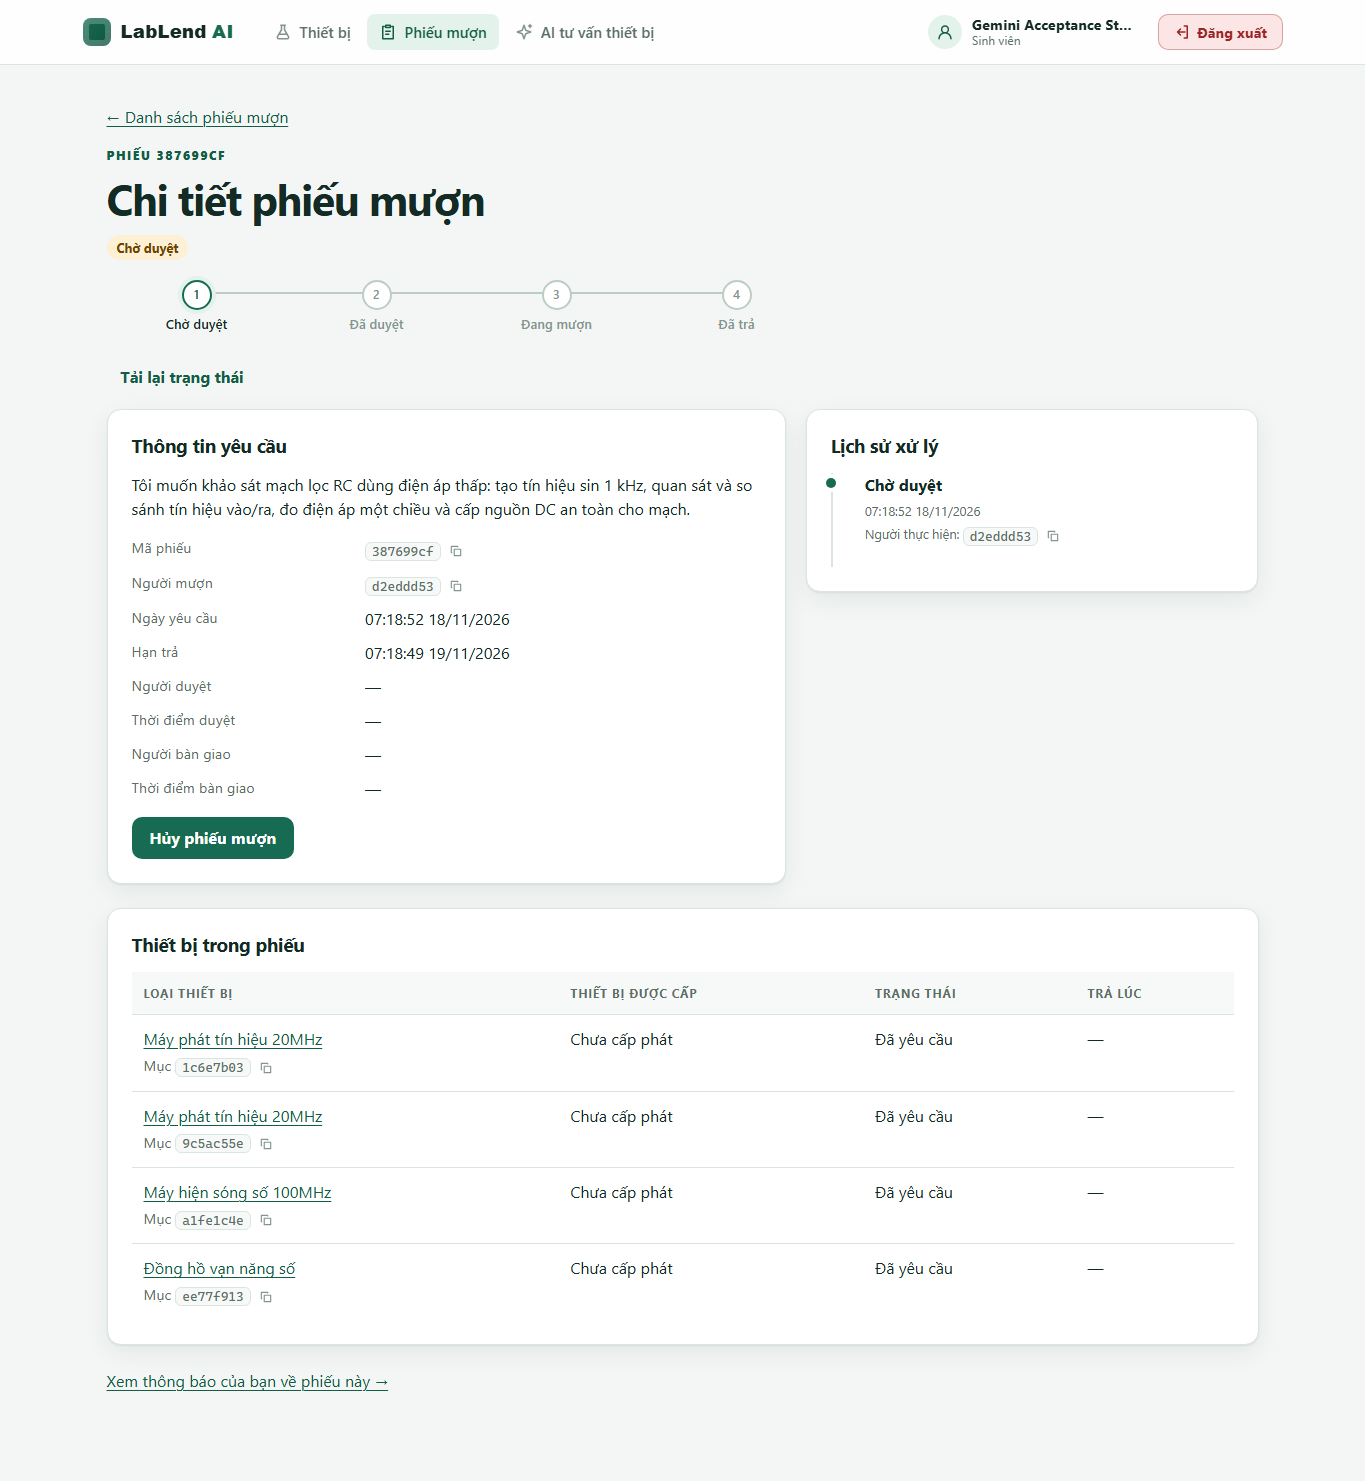 LabLend AI
Thiết bị
Phiếu mượn
AI tư vấn thiết bị
Gemini Acceptance St...
Sinh viên
Đăng xuất
← Danh sách phiếu mượn
PHIẾU 387699CF
Chi tiết phiếu mượn
Chờ duyệt
1
2
3
4
Chờ duyệt
Đã duyệt
Đang mượn
Đã trả
Tải lại trạng thái
Thông tin yêu cầu
Tôi muốn khảo sát mạch lọc RC dùng điện áp thấp: tạo tín hiệu sin 1 kHz, quan sát và so
sánh tín hiệu vào/ra, đo điện áp một chiều và cấp nguồn DC an toàn cho mạch.
Mã phiếu 387699cf
Người mượn d2eddd53
Ngày yêu cầu 07:18:52 18/11/2026
Hạn trả 07:18:49 19/11/2026
Người duyệt —
Thời điểm duyệt —
Người bàn giao —
Thời điểm bàn giao —
Hủy phiếu mượn
Lịch sử xử lý
Chờ duyệt
07:18:52 18/11/2026
Người thực hiện: d2eddd53
Thiết bị trong phiếu
LOẠI THIẾT BỊ THIẾT BỊ ĐƯỢC CẤP TRẠNG THÁI TRẢ LÚC
Máy phát tín hiệu 20MHz Chưa cấp phát Đã yêu cầu —
Mục 1c6e7b03
Máy phát tín hiệu 20MHz Chưa cấp phát Đã yêu cầu —
Mục 9c5ac55e
Máy hiện sóng số 100MHz Chưa cấp phát Đã yêu cầu —
Mục a1fe1c4e
Đồng hồ vạn năng số Chưa cấp phát Đã yêu cầu —
Mục ee77f913
Xem thông báo của bạn về phiếu này →